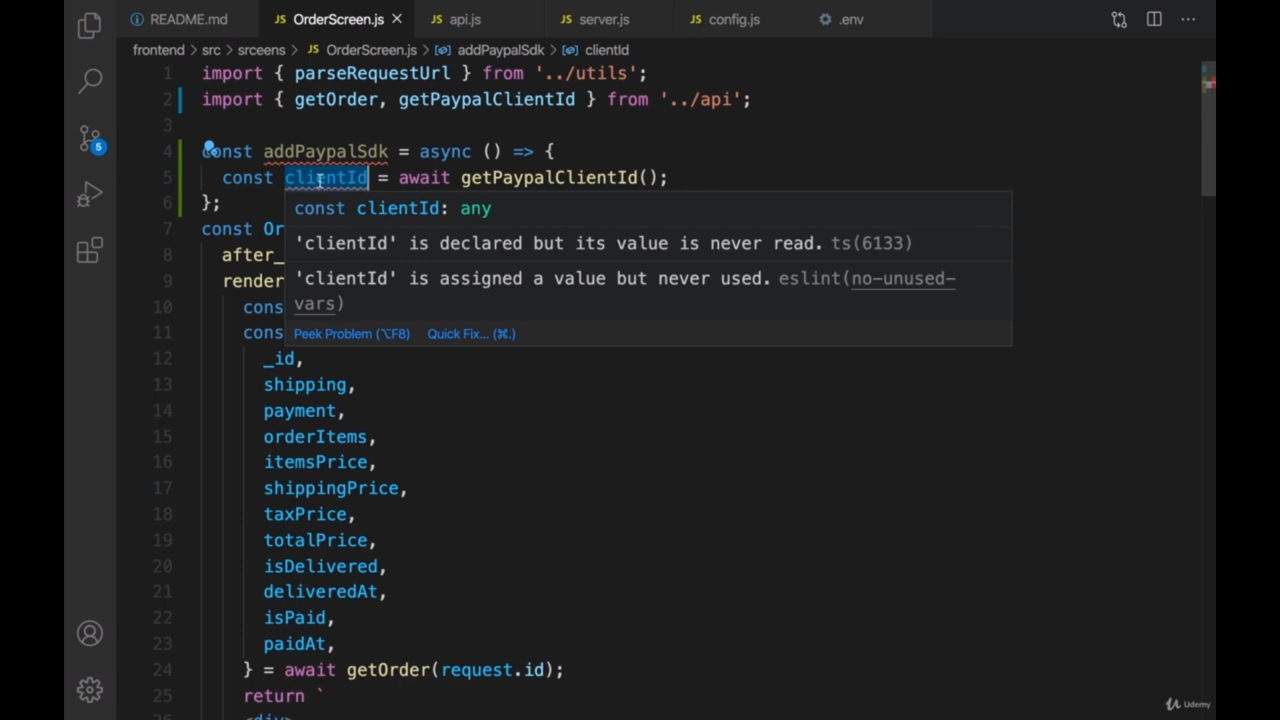 README.md JS OrderScreen.js × JS api.js JS server.js JS config.js .env
frontend > src > srceens > JS OrderScreen.js > addPaypalSdk > clientId
1 import { parseRequestUrl } from '../utils';
2 import { getOrder, getPaypalClientId } from '../api';
3
4 const addPaypalSdk = async () => {
5 const clientId = await getPaypalClientId();
6 };
const clientId: any
7 const Or
'clientId' is declared but its value is never read. ts(6133)
8 after_
9 render
'clientId' is assigned a value but never used. eslint(no-unused-
vars)
10 cons
11 cons
Peek Problem (⌥F8) Quick Fix... (⌘.)
12 _id,
13 shipping,
14 payment,
15 orderItems,
16 itemsPrice,
17 shippingPrice,
18 taxPrice,
19 totalPrice,
20 isDelivered,
21 deliveredAt,
22 isPaid,
23 paidAt,
24 } = await getOrder(request.id);
25 return `
5
Udemy